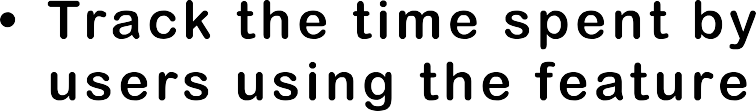 • Track the time spent by
users using the feature